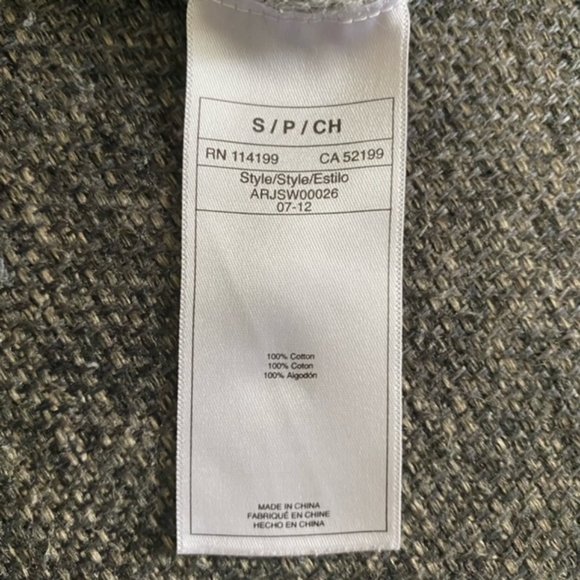 S / P / CH
RN 114199 CA 52199
Style/Style/Estilo
ARJSW00026
07-12
100% Cotton
100% Coton
100% Algodón
MADE IN CHINA
FABRIQUÉ EN CHINE
HECHO EN CHINA